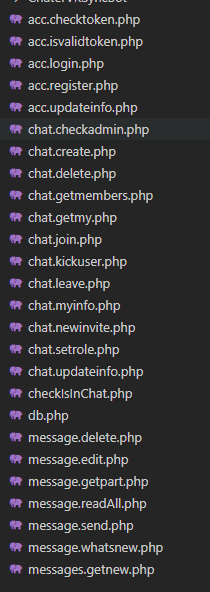 acc.checktoken.php
acc.isvalidtoken.php
acc.login.php
acc.register.php
acc.updateinfo.php
chat.checkadmin.php
chat.create.php
chat.delete.php
chat.getmembers.php
chat.getmy.php
chat.join.php
chat.kickuser.php
chat.leave.php
chat.myinfo.php
chat.newinvite.php
chat.setrole.php
chat.updateinfo.php
checkIsInChat.php
db.php
message.delete.php
message.edit.php
message.getpart.php
message.readAll.php
message.send.php
message.whatsnew.php
messages.getnew.php